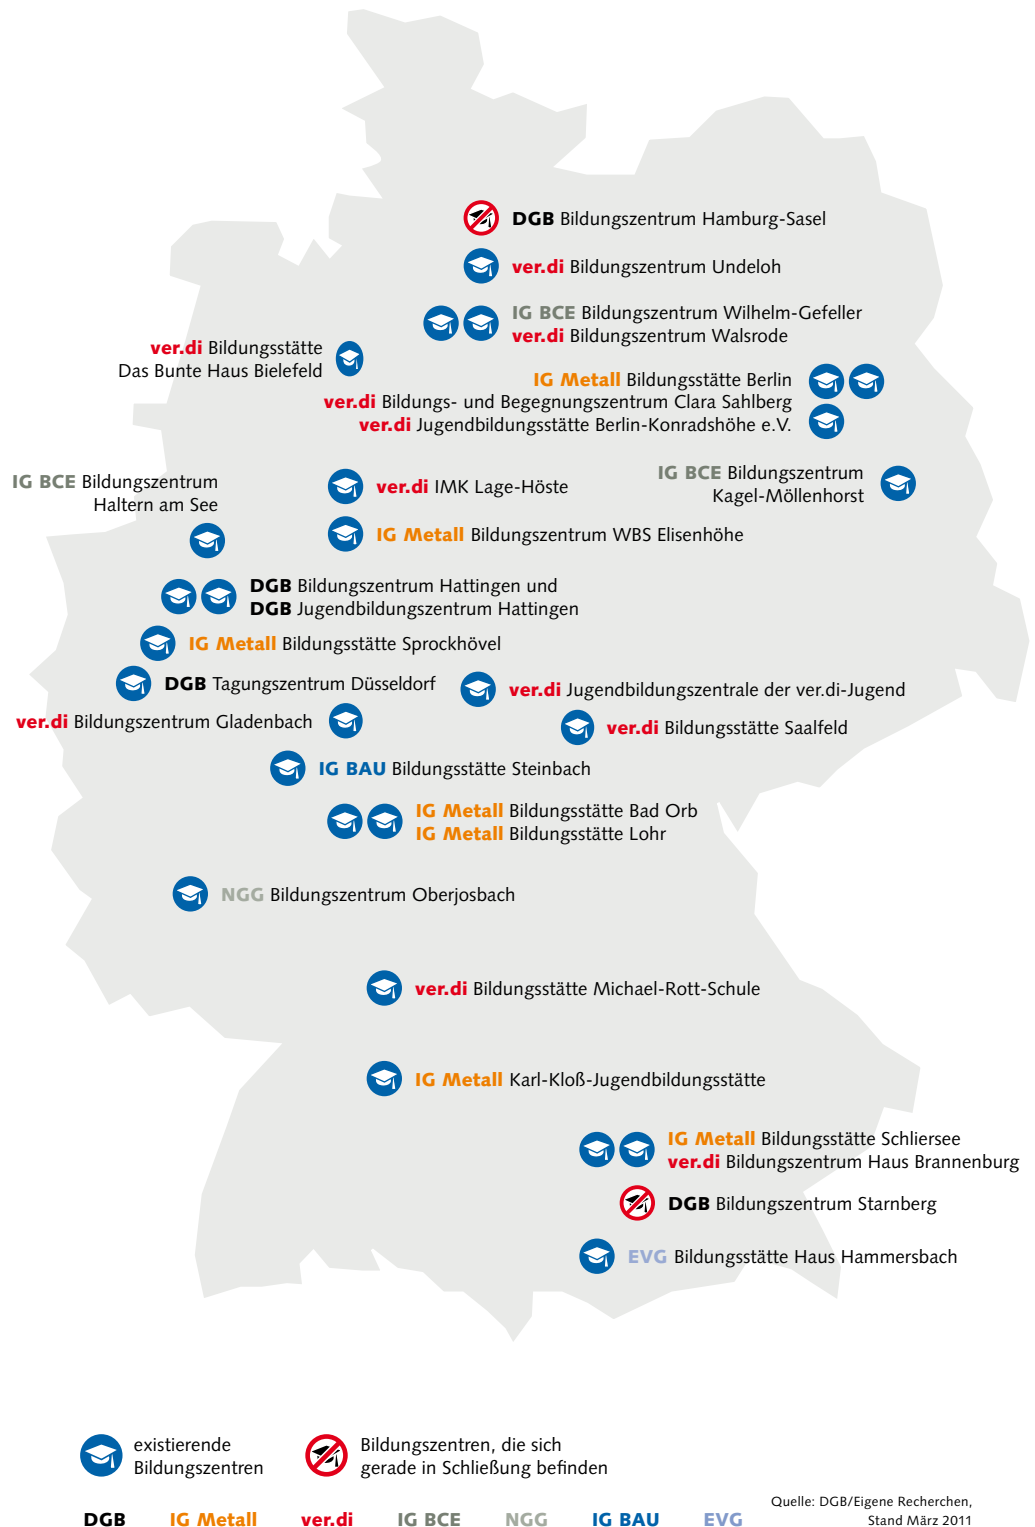 DGB Bildungszentrum Hamburg-Sasel
ver.di Bildungszentrum Undeloh
IG BCE Bildungszentrum Wilhelm-Gefeller
ver.di Bildungszentrum Walsrode
ver.di Bildungsstätte
Das Bunte Haus Bielefeld
IG Metall Bildungsstätte Berlin
ver.di Bildungs- und Begegnungszentrum Clara Sahlberg
ver.di Jugendbildungsstätte Berlin-Konradshöhe e.V.
IG BCE Bildungszentrum
Haltern am See
ver.di IMK Lage-Höste
IG BCE Bildungszentrum
Kagel-Möllenhorst
IG Metall Bildungszentrum WBS Elisenhöhe
DGB Bildungszentrum Hattingen und
DGB Jugendbildungszentrum Hattingen
IG Metall Bildungsstätte Sprockhövel
DGB Tagungszentrum Düsseldorf
ver.di Jugendbildungszentrale der ver.di-Jugend
ver.di Bildungszentrum Gladenbach
ver.di Bildungsstätte Saalfeld
IG BAU Bildungsstätte Steinbach
IG Metall Bildungsstätte Bad Orb
IG Metall Bildungsstätte Lohr
NGG Bildungszentrum Oberjosbach
ver.di Bildungsstätte Michael-Rott-Schule
IG Metall Karl-Kloß-Jugendbildungsstätte
IG Metall Bildungsstätte Schliersee
ver.di Bildungszentrum Haus Brannenburg
DGB Bildungszentrum Starnberg
EVG Bildungsstätte Haus Hammersbach
existierende
Bildungszentren
Bildungszentren, die sich
gerade in Schließung befinden
DGB IG Metall ver.di IG BCE NGG IG BAU EVG
Quelle: DGB/Eigene Recherchen,
Stand März 2011